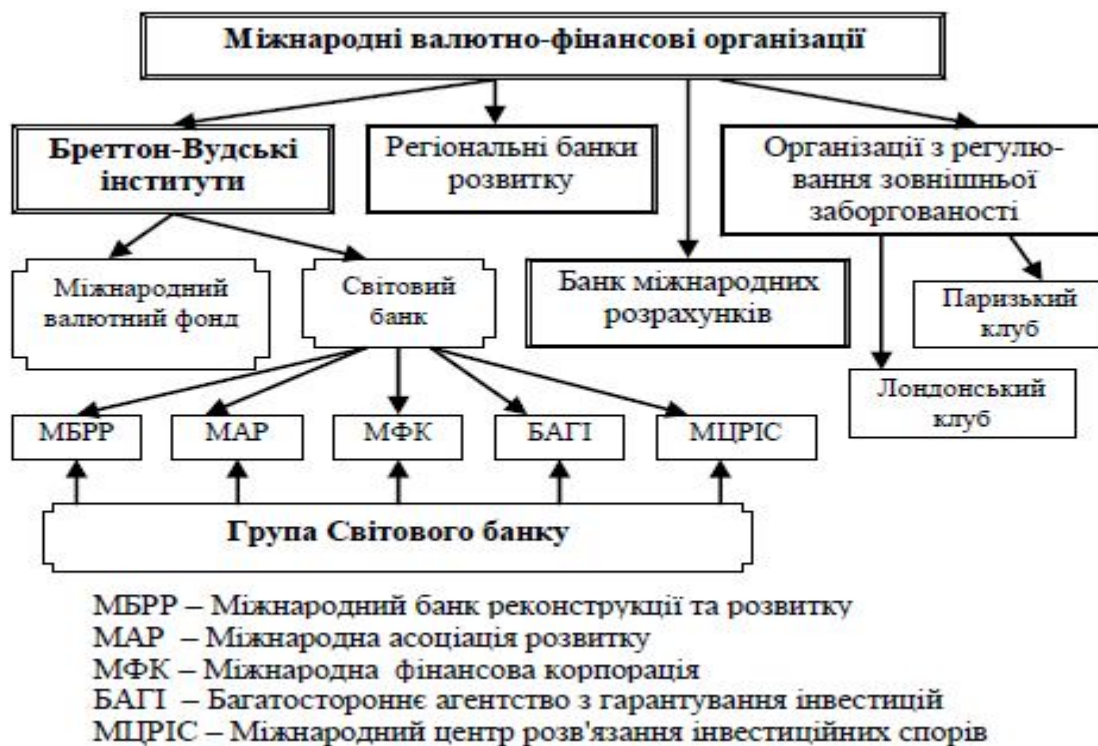 Міжнародні валютно-фінансові організації
Бреттон-Вудські
інститути
Регіональні банки
розвитку
Організації з регулю-
вання зовнішньої
заборгованості
Міжнародний
валютний фонд
Світовий
банк
Банк міжнародних
розрахунків
Паризький
клуб
Лондонський
клуб
МБРР
МАР
МФК
БАГІ
МЦРІС
Група Світового банку
МБРР – Міжнародний банк реконструкції та розвитку
МАР – Міжнародна асоціація розвитку
МФК – Міжнародна фінансова корпорація
БАГІ – Багатостороннє агентство з гарантування інвестицій
МЦРІС – Міжнародний центр розв'язання інвестиційних спорів